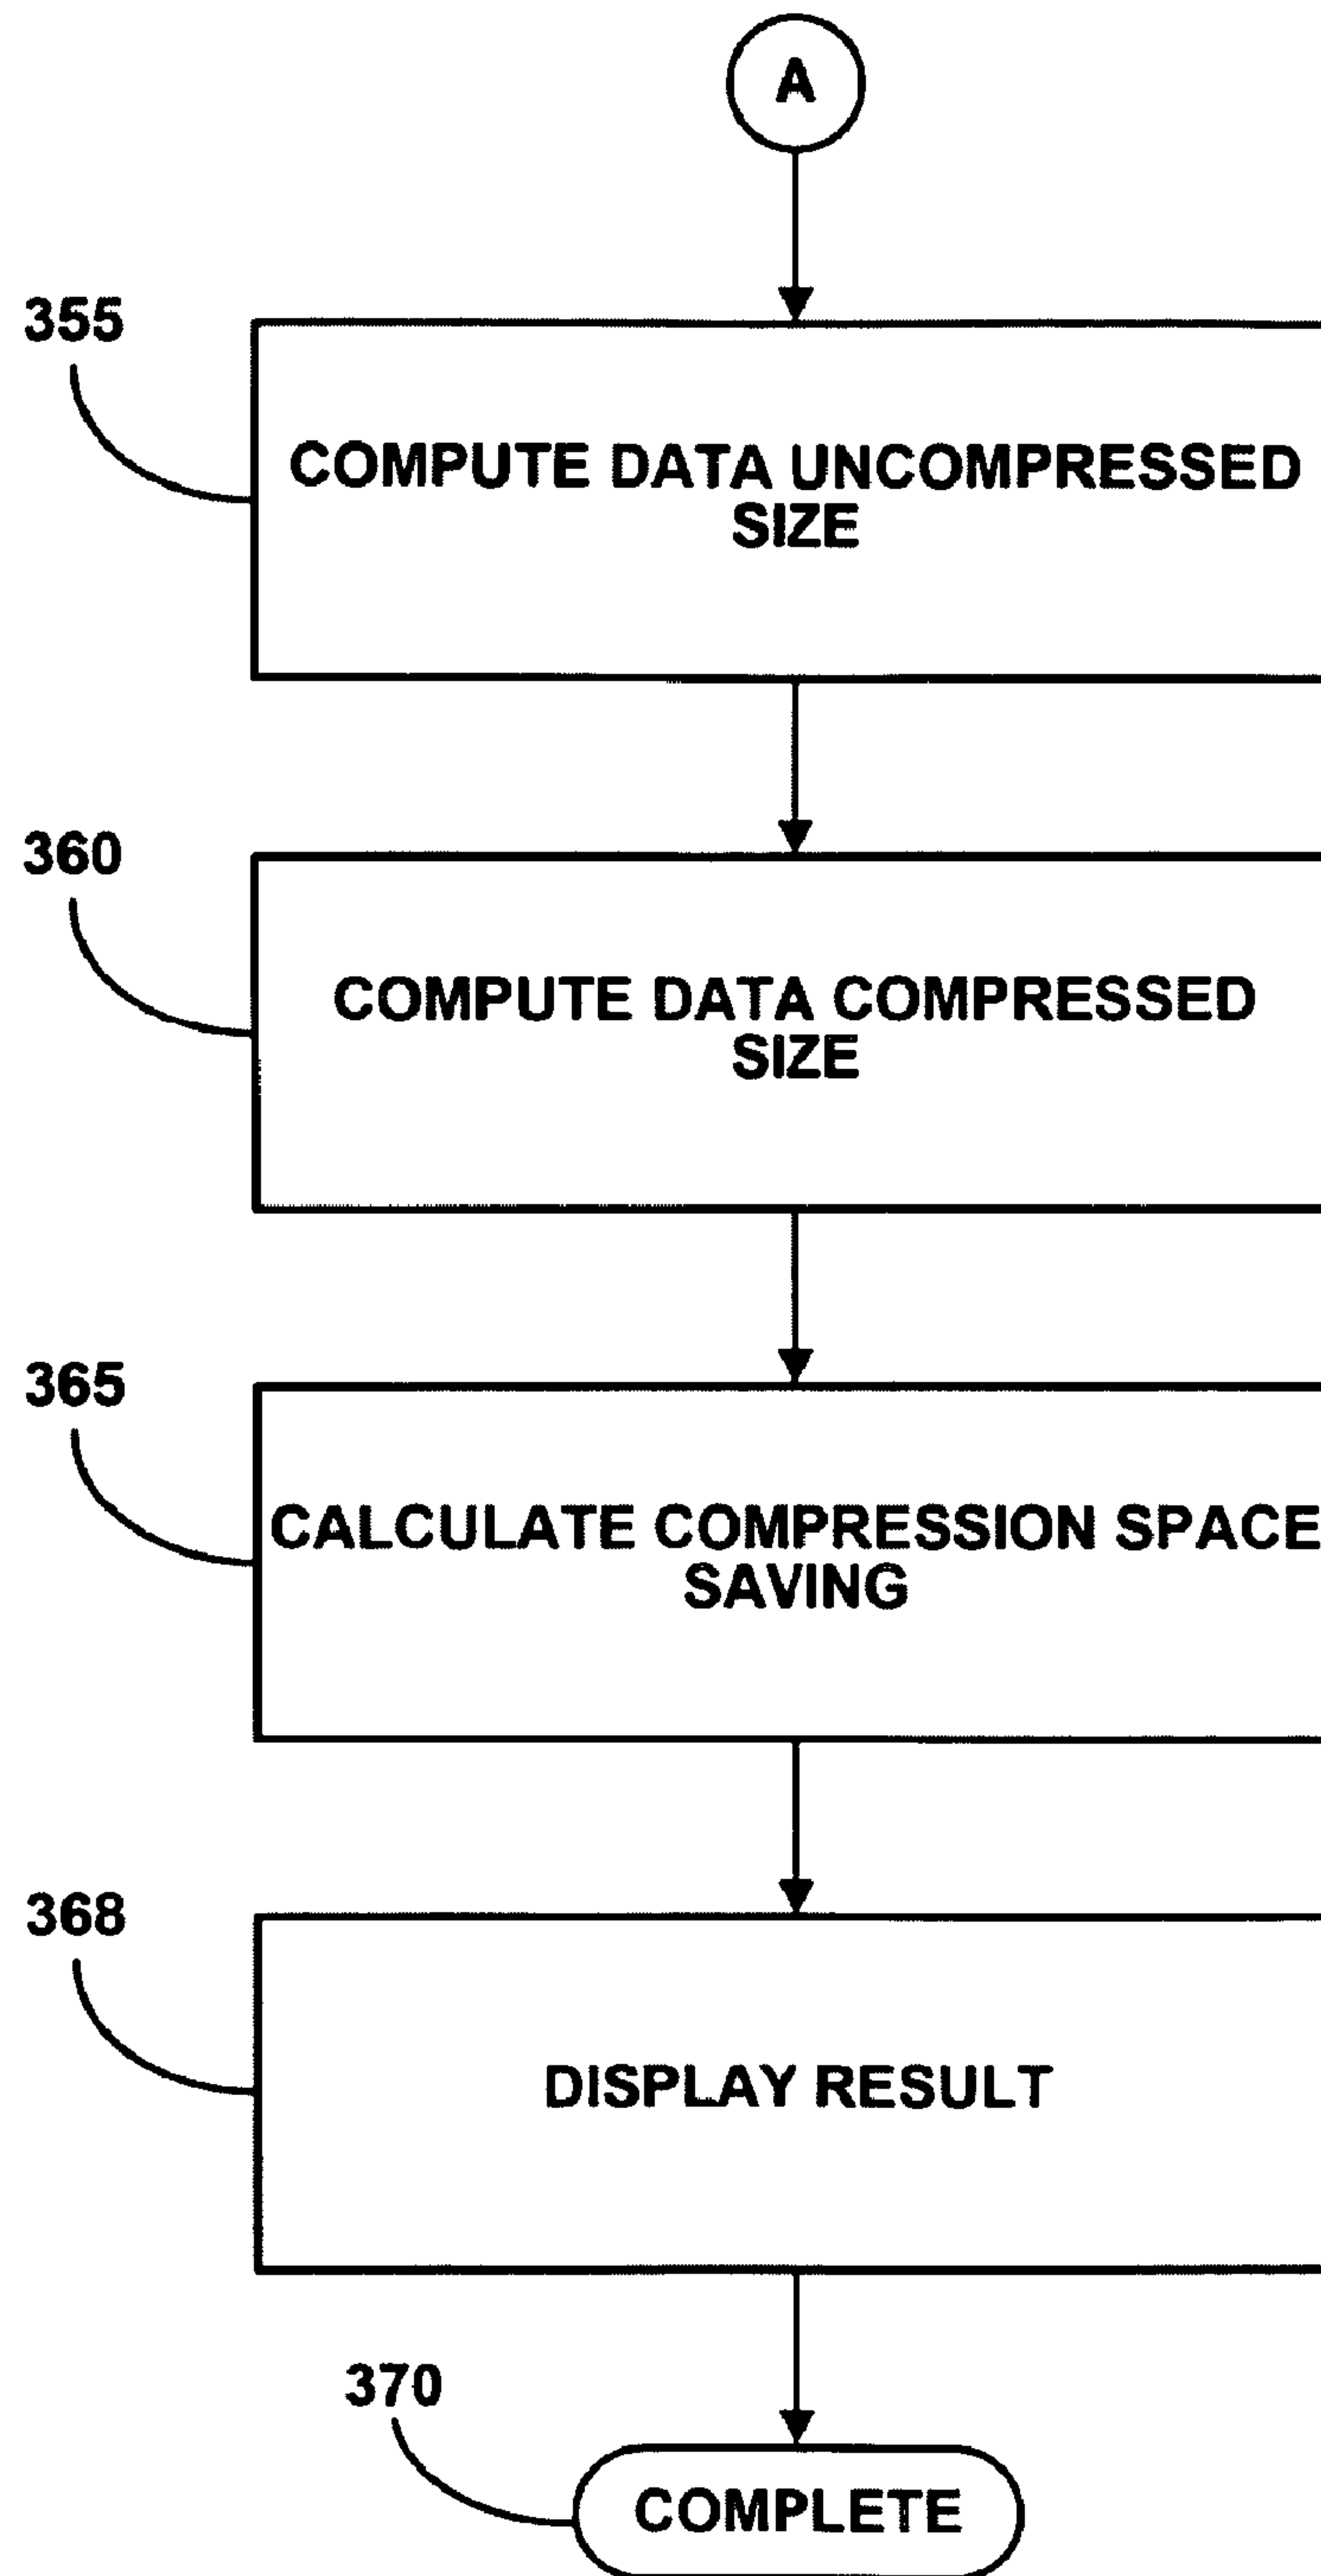 A
355
COMPUTE DATA UNCOMPRESSED
SIZE
360
COMPUTE DATA COMPRESSED
SIZE
365
CALCULATE COMPRESSION SPACE
SAVING
368
DISPLAY RESULT
370
COMPLETE